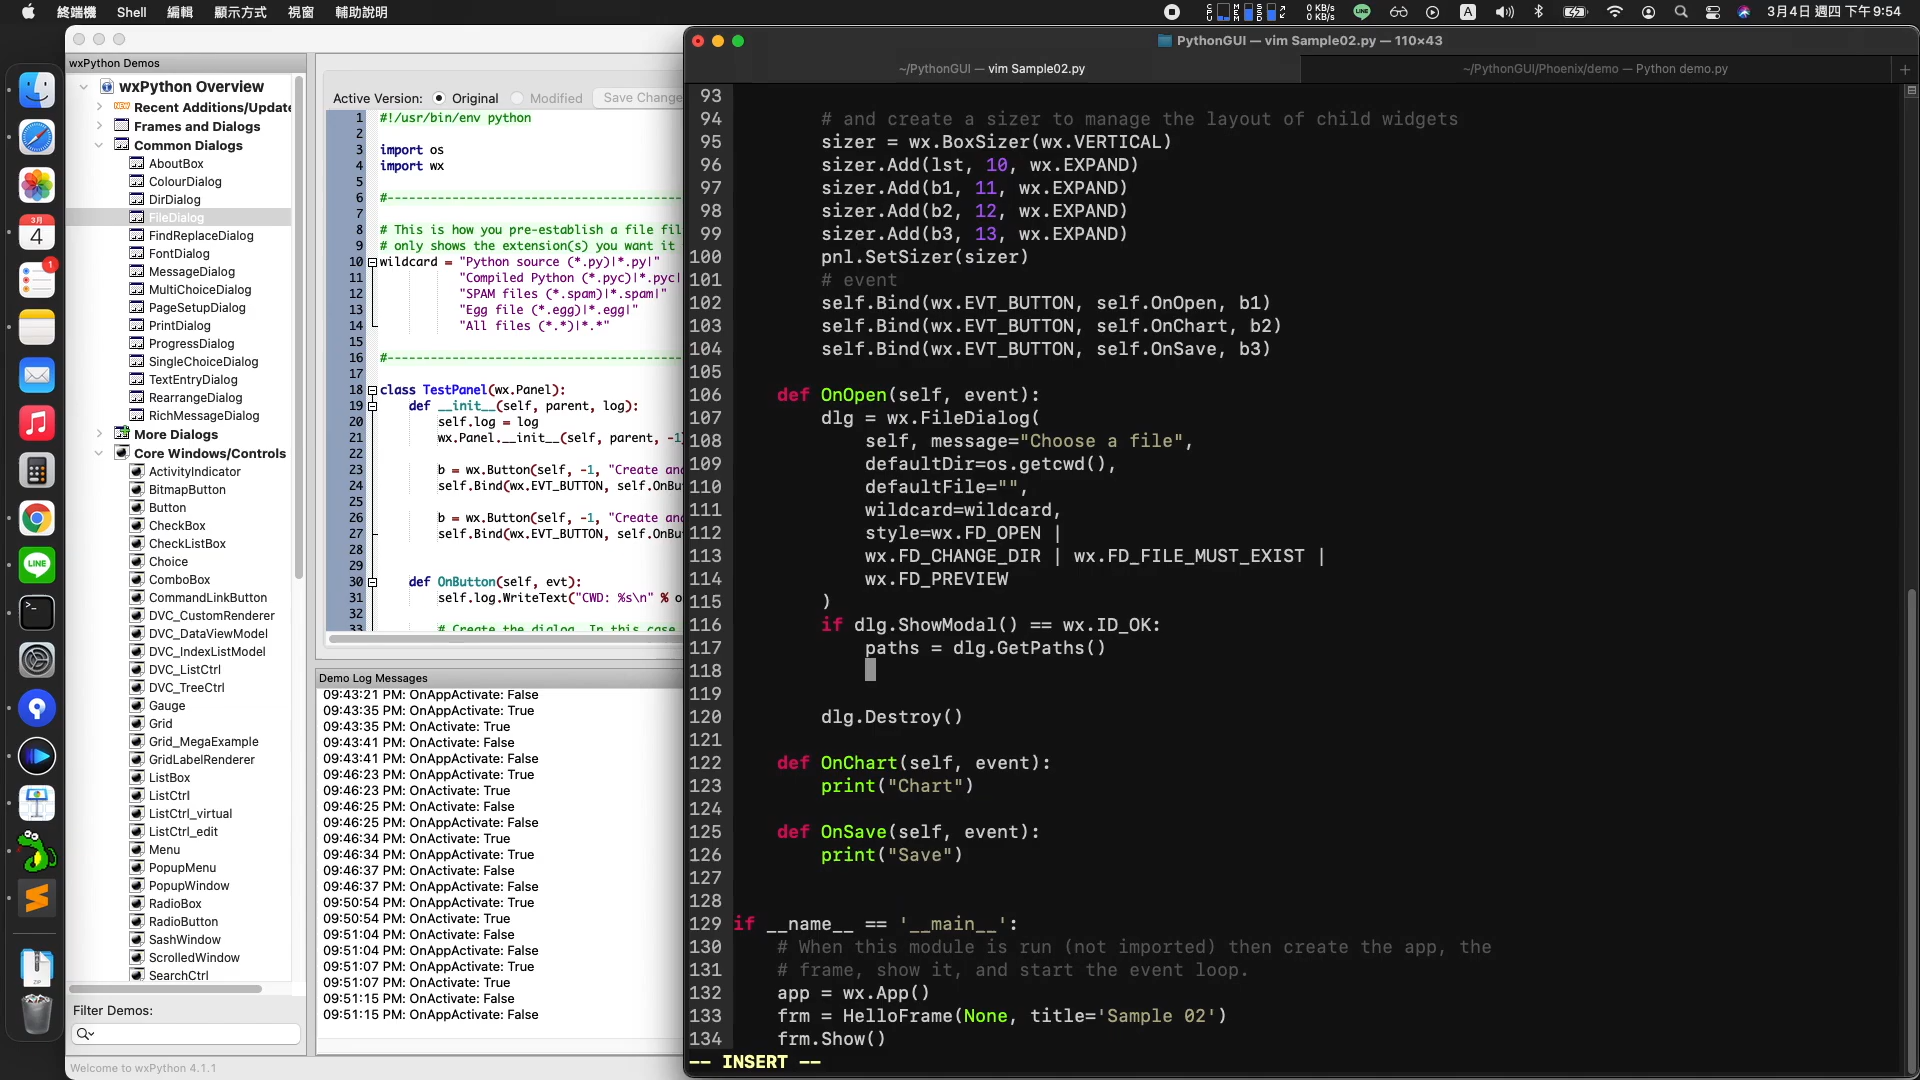 終端機 Shell 編輯 顯示方式 視窗 輔助說明
0 KB/s
0 KB/s
LINE
A
3月4日 週四 下午9:54
wxPython Demos
wxPython Overview
Recent Additions/Update
Frames and Dialogs
Common Dialogs
AboutBox
ColourDialog
DirDialog
FileDialog
FindReplaceDialog
FontDialog
MessageDialog
MultiChoiceDialog
PageSetupDialog
PrintDialog
ProgressDialog
SingleChoiceDialog
TextEntryDialog
RearrangeDialog
RichMessageDialog
More Dialogs
Core Windows/Controls
ActivityIndicator
BitmapButton
Button
CheckBox
CheckListBox
Choice
ComboBox
CommandLinkButton
DVC_CustomRenderer
DVC_DataViewModel
DVC_IndexListModel
DVC_ListCtrl
DVC_TreeCtrl
Gauge
Grid
Grid_MegaExample
GridLabelRenderer
ListBox
ListCtrl
ListCtrl_virtual
ListCtrl_edit
Menu
PopupMenu
PopupWindow
RadioBox
RadioButton
SashWindow
ScrolledWindow
SearchCtrl
Filter Demos:
Welcome to wxPython 4.1.1
3月
4
1
LINE
ZIP
Active Version: Original Modified Save Change
1 #!/usr/bin/env python
2
3 import os
4 import wx
5
6 #-------------------------------------
7
8 # This is how you pre-establish a file fil
9 # only shows the extension(s) you want it
10 wildcard = "Python source (*.py)|*.py|"
11 "Compiled Python (*.pyc)|*.pyc|
12 "SPAM files (*.spam)|*.spam|"
13 "Egg file (*.egg)|*.egg|"
14 "All files (*.*)|*.*"
15
16 #-------------------------------------
17
18 class TestPanel(wx.Panel):
19 def __init__(self, parent, log):
20 self.log = log
21 wx.Panel.__init__(self, parent, -1
22
23 b = wx.Button(self, -1, "Create and
24 self.Bind(wx.EVT_BUTTON, self.OnBu
25
26 b = wx.Button(self, -1, "Create and
27 self.Bind(wx.EVT_BUTTON, self.OnBu
28
29
30 def OnButton(self, evt):
31 self.log.WriteText("CWD: %s\n" % o
32
33 # Create the dialog. In this case
Demo Log Messages
09:43:21 PM: OnAppActivate: False
09:43:35 PM: OnAppActivate: True
09:43:35 PM: OnActivate: True
09:43:41 PM: OnActivate: False
09:43:41 PM: OnAppActivate: False
09:46:23 PM: OnAppActivate: True
09:46:23 PM: OnActivate: True
09:46:25 PM: OnActivate: False
09:46:25 PM: OnAppActivate: False
09:46:34 PM: OnActivate: True
09:46:34 PM: OnAppActivate: True
09:46:37 PM: OnActivate: False
09:46:37 PM: OnAppActivate: False
09:50:54 PM: OnAppActivate: True
09:50:54 PM: OnActivate: True
09:51:04 PM: OnActivate: False
09:51:04 PM: OnAppActivate: False
09:51:07 PM: OnAppActivate: True
09:51:07 PM: OnActivate: True
09:51:15 PM: OnActivate: False
09:51:15 PM: OnAppActivate: False
PythonGUI — vim Sample02.py — 110×43
~/PythonGUI — vim Sample02.py
~/PythonGUI/Phoenix/demo — Python demo.py
93
94 # and create a sizer to manage the layout of child widgets
95 sizer = wx.BoxSizer(wx.VERTICAL)
96 sizer.Add(lst, 10, wx.EXPAND)
97 sizer.Add(b1, 11, wx.EXPAND)
98 sizer.Add(b2, 12, wx.EXPAND)
99 sizer.Add(b3, 13, wx.EXPAND)
100 pnl.SetSizer(sizer)
101 # event
102 self.Bind(wx.EVT_BUTTON, self.OnOpen, b1)
103 self.Bind(wx.EVT_BUTTON, self.OnChart, b2)
104 self.Bind(wx.EVT_BUTTON, self.OnSave, b3)
105
106 def OnOpen(self, event):
107 dlg = wx.FileDialog(
108 self, message="Choose a file",
109 defaultDir=os.getcwd(),
110 defaultFile="",
111 wildcard=wildcard,
112 style=wx.FD_OPEN |
113 wx.FD_CHANGE_DIR | wx.FD_FILE_MUST_EXIST |
114 wx.FD_PREVIEW
115 )
116 if dlg.ShowModal() == wx.ID_OK:
117 paths = dlg.GetPaths()
118
119
120 dlg.Destroy()
121
122 def OnChart(self, event):
123 print("Chart")
124
125 def OnSave(self, event):
126 print("Save")
127
128
129 if __name__ == '__main__':
130 # When this module is run (not imported) then create the app, the
131 # frame, show it, and start the event loop.
132 app = wx.App()
133 frm = HelloFrame(None, title='Sample 02')
134 frm.Show()
-- INSERT --